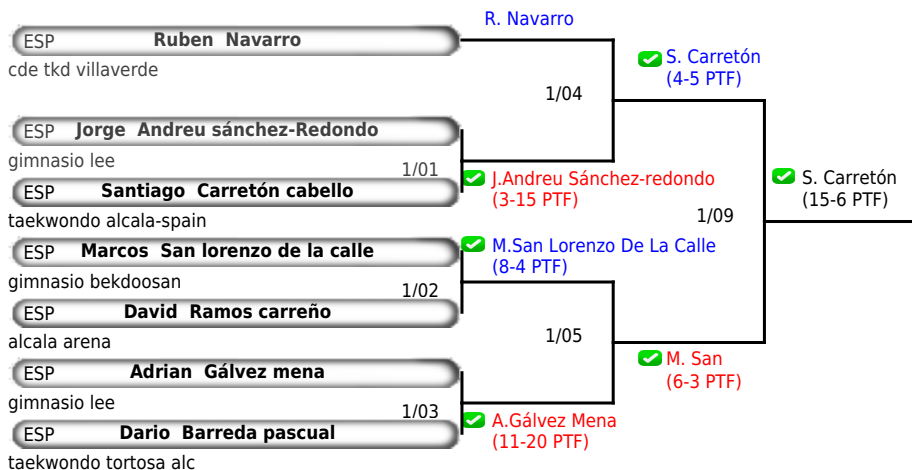 R. Navarro
ESP Ruben Navarro
cde tkd villaverde
S. Carretón
(4-5 PTF)
1/04
ESP Jorge Andreu sánchez-Redondo
gimnasio lee
1/01
J.Andreu Sánchez-redondo
(3-15 PTF)
ESP Santiago Carretón cabello
taekwondo alcala-spain
S. Carretón
(15-6 PTF)
1/09
ESP Marcos San lorenzo de la calle
gimnasio bekdoosan
M.San Lorenzo De La Calle
(8-4 PTF)
1/02
ESP David Ramos carreño
alcala arena
1/05
M. San
(6-3 PTF)
ESP Adrian Gálvez mena
gimnasio lee
1/03
A.Gálvez Mena
(11-20 PTF)
ESP Dario Barreda pascual
taekwondo tortosa alc